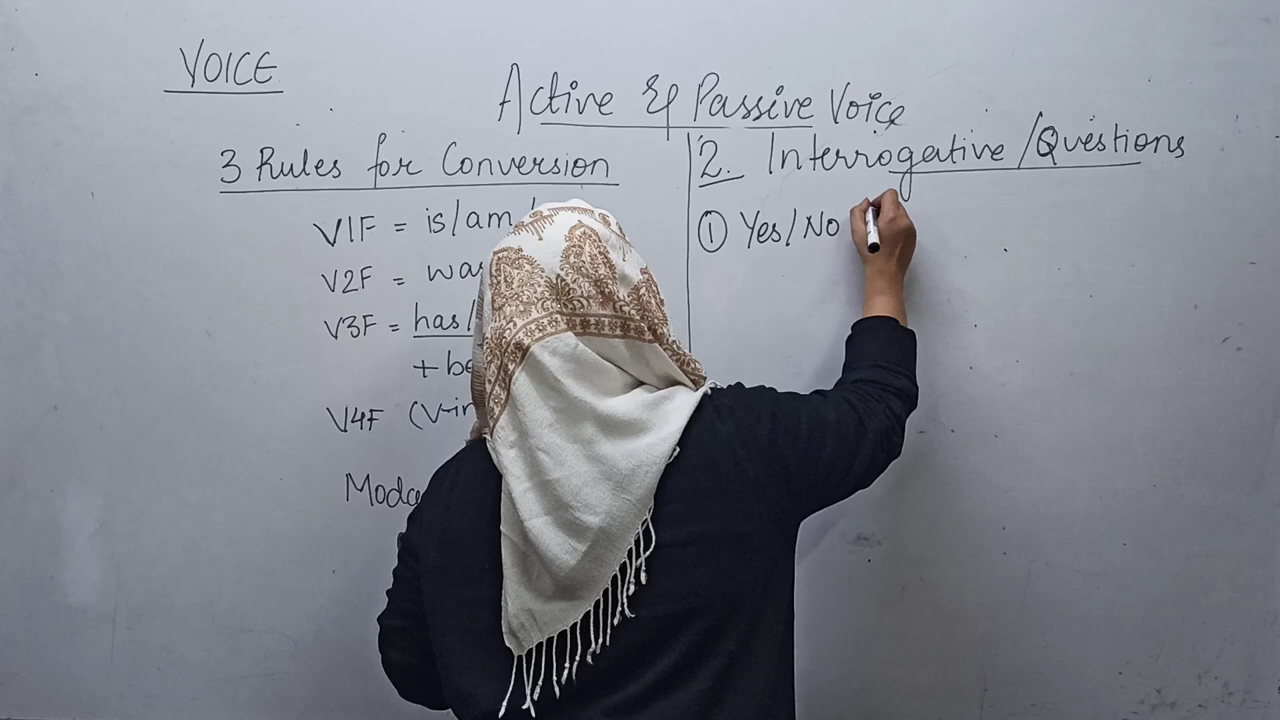 VOICE
Active & Passive Voice
3 Rules for Conversion
V1F = is/am/
V2F =
V3F = has/
+
V4F
2. Interrogative/Questions
① Yes/No